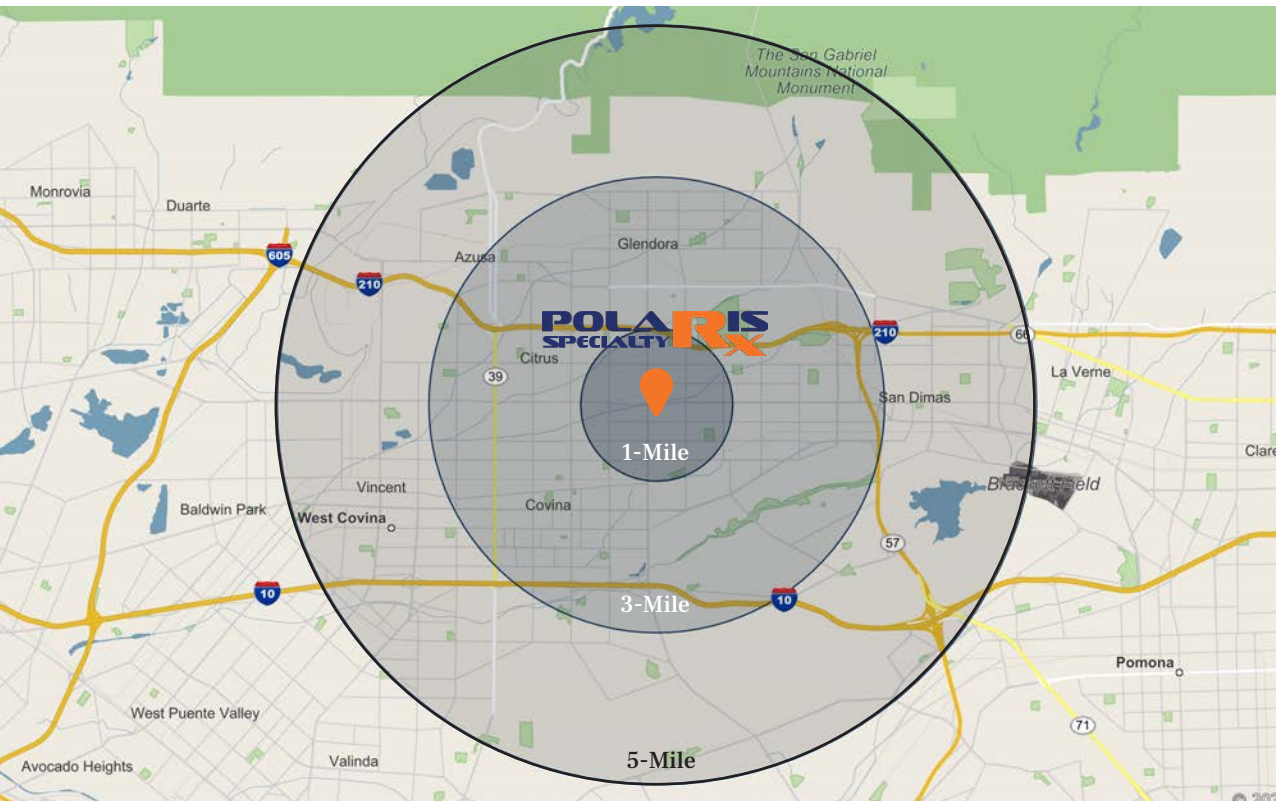 The San Gabriel
Mountains National
Monument
Monrovia
Duarte
Glendora
605
Azusa
210
POLARIS
SPECIALTY RX
210
66
Citrus
39
La Verne
San Dimas
1-Mile
Clare
Vincent
Baldwin Park
West Covina
Covina
57
10
3-Mile
10
Pomona
West Puente Valley
71
5-Mile
Valinda
Avocado Heights